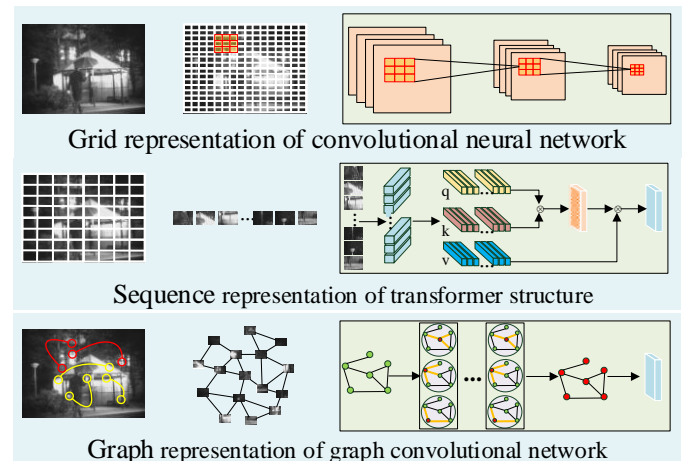 Grid representation of convolutional neural network
q
k
v
Sequence representation of transformer structure
Graph representation of graph convolutional network